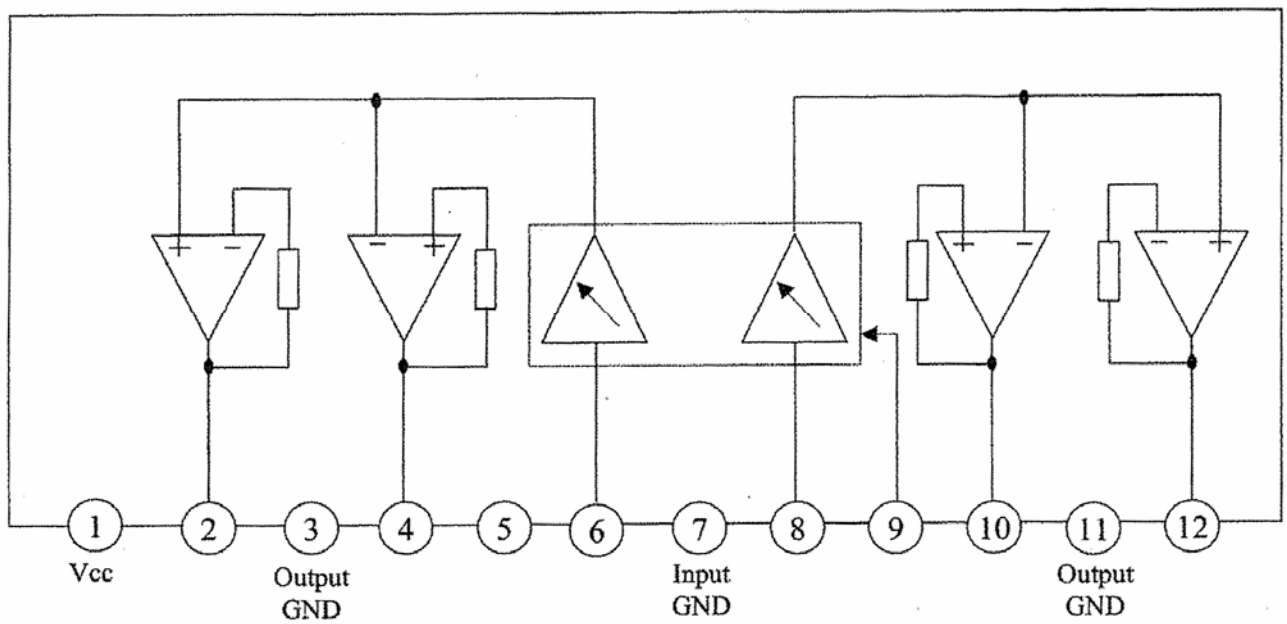 + - - + + - - +
1 2 3 4 5 6 7 8 9 10 11 12
Vcc Output Input Output
GND GND GND